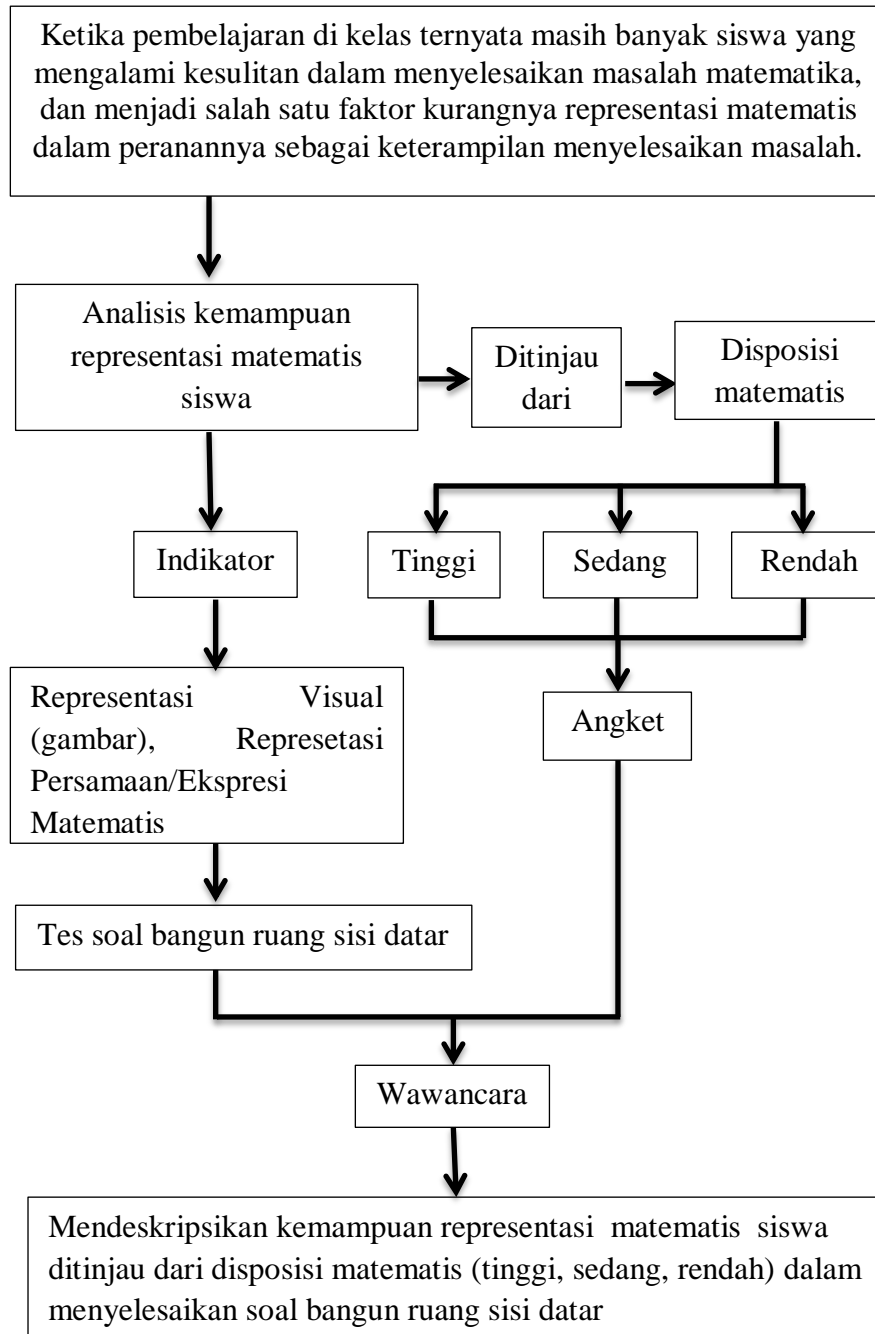 Ketika pembelajaran di kelas ternyata masih banyak siswa yang
mengalami kesulitan dalam menyelesaikan masalah matematika,
dan menjadi salah satu faktor kurangnya representasi matematis
dalam peranannya sebagai keterampilan menyelesaikan masalah.
Analisis kemampuan
representasi matematis
siswa
Ditinjau
dari
Disposisi
matematis
Indikator
Tinggi
Sedang
Rendah
Representasi Visual
(gambar), Represetasi
Persamaan/Ekspresi
Matematis
Angket
Tes soal bangun ruang sisi datar
Wawancara
Mendeskripsikan kemampuan representasi matematis siswa
ditinjau dari disposisi matematis (tinggi, sedang, rendah) dalam
menyelesaikan soal bangun ruang sisi datar